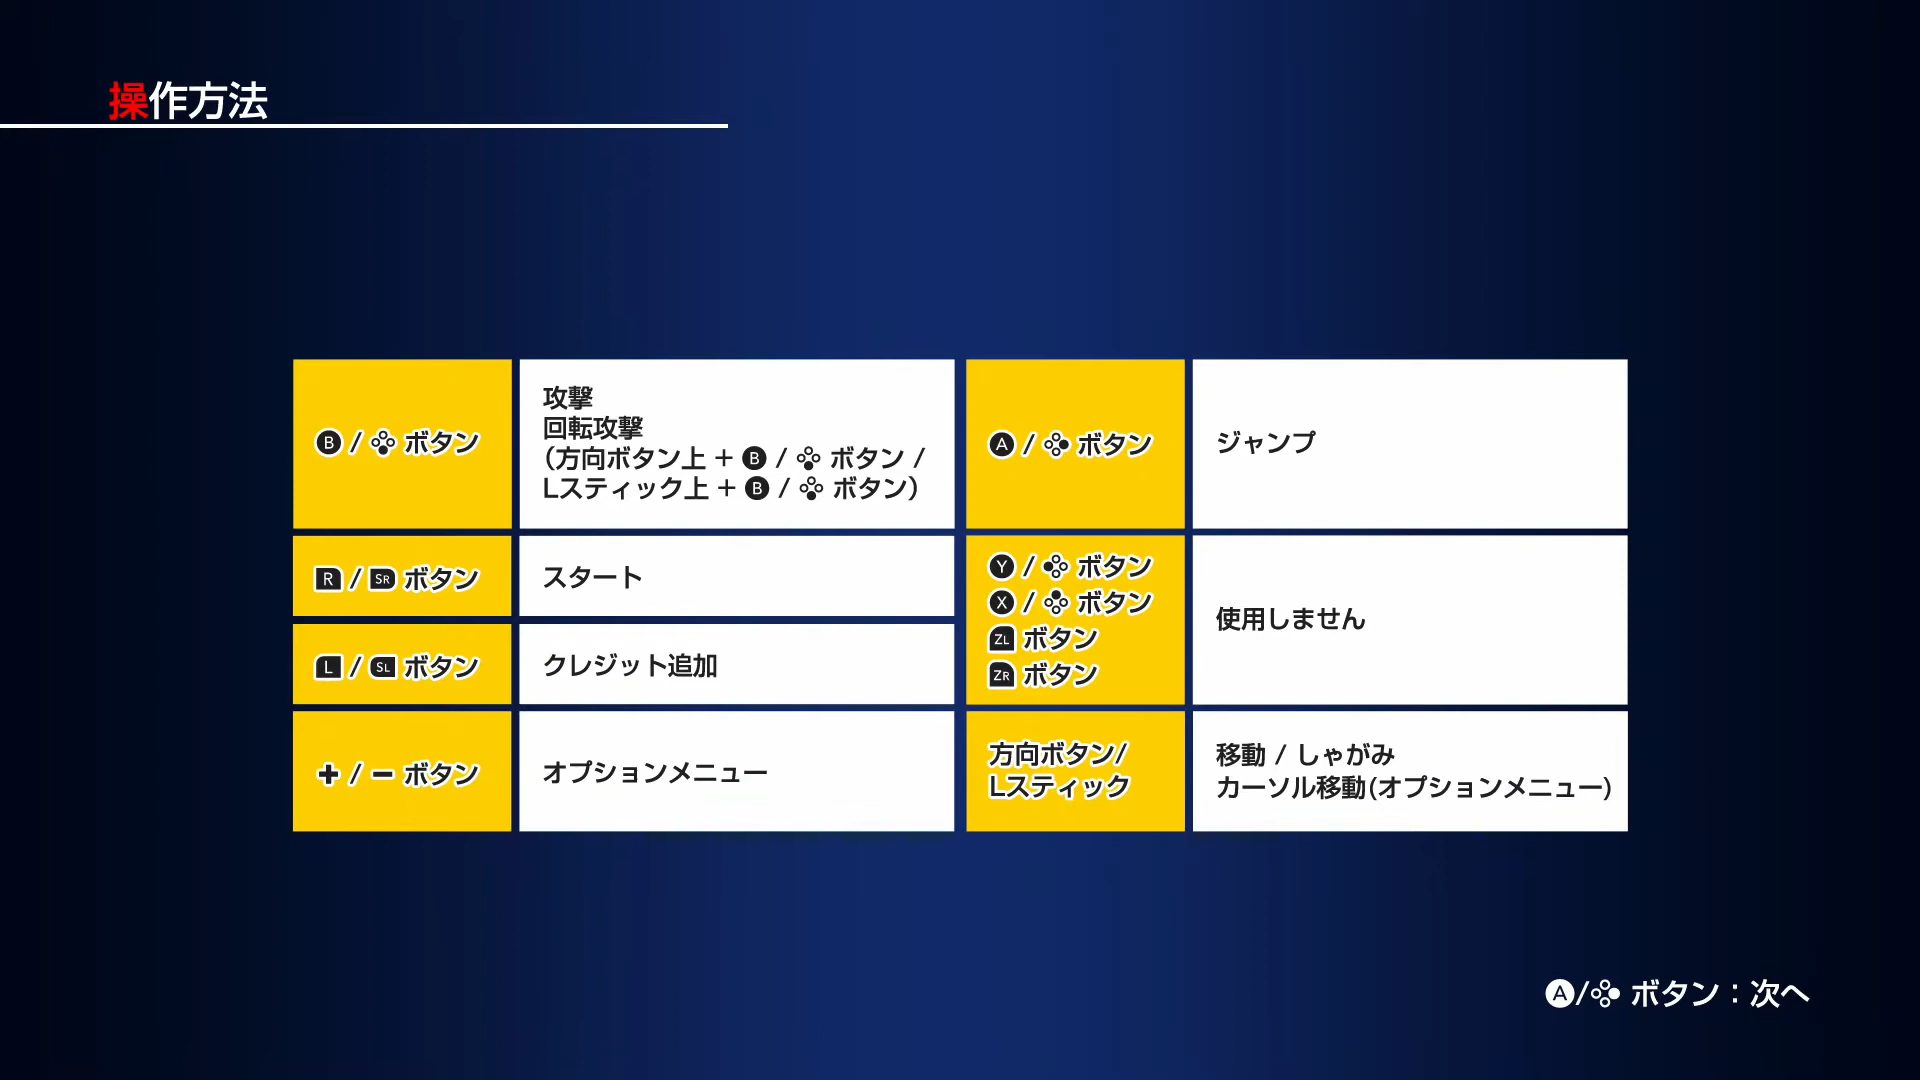 操作方法
B / ボタン
攻撃
回転攻撃
(方向ボタン上 + B / ボタン /
Lスティック上 + B / ボタン)
A / ボタン
ジャンプ
R / SR ボタン
スタート
Y / ボタン
X / ボタン
ZL ボタン
ZR ボタン
使用しません
L / SL ボタン
クレジット追加
+ / - ボタン
オプションメニュー
方向ボタン/
Lスティック
移動 / しゃがみ
カーソル移動(オプションメニュー)
A/ ボタン:次へ